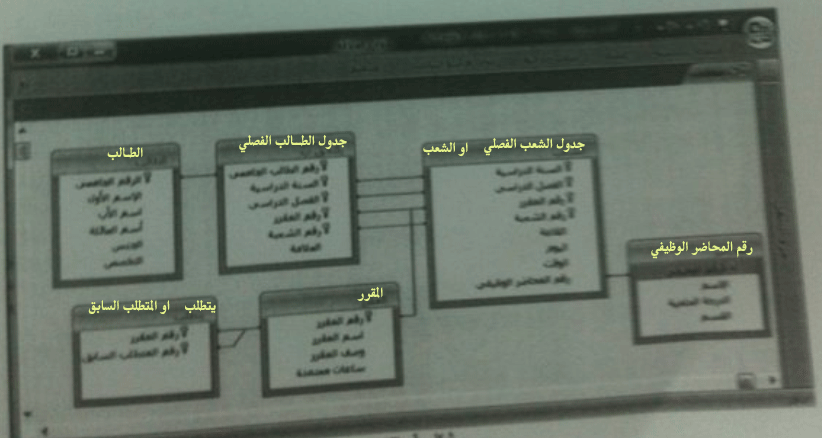 جدول الشعب الفصلي او الشعب
السنة الدراسية
الفصل الدراسي
رقم المقرر
رقم الشعبة
القاعة
اليوم
الوقت
رقم المحاضر الوظيفي
جدول الطالب الفصلي
رقم الطالب الجامعي
السنة الدراسية
الفصل الدراسي
رقم المقرر
رقم الشعبة
العلامة
الطالب
الرقم الجامعي
الاسم الأول
اسم الأب
اسم العائلة
الجنس
التخصص
رقم المحاضر الوظيفي
الاسم
الدرجة العلمية
القسم
المقرر
رقم المقرر
اسم المقرر
وصف المقرر
ساعات معتمدة
يتطلب او المتطلب السابق
رقم المقرر
رقم المتطلب السابق